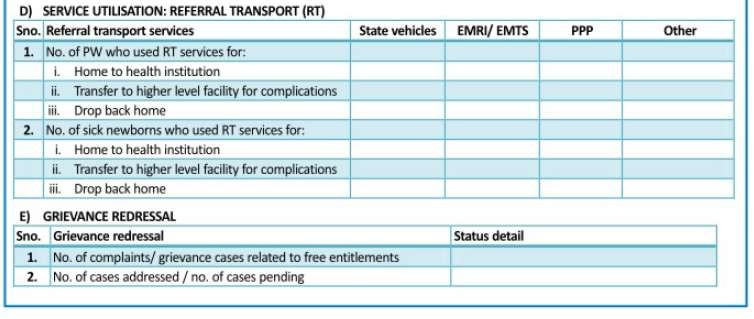 D) SERVICE UTILISATION: REFERRAL TRANSPORT (RT)
Sno. Referral transport services State vehicles EMRI/ EMTS PPP Other
1. No. of PW who used RT services for:
i. Home to health institution
ii. Transfer to higher level facility for complications
iii. Drop back home
2. No. of sick newborns who used RT services for:
i. Home to health institution
ii. Transfer to higher level facility for complications
iii. Drop back home
E) GRIEVANCE REDRESSAL
Sno. Grievance redressal Status detail
1. No. of complaints/ grievance cases related to free entitlements
2. No. of cases addressed / no. of cases pending